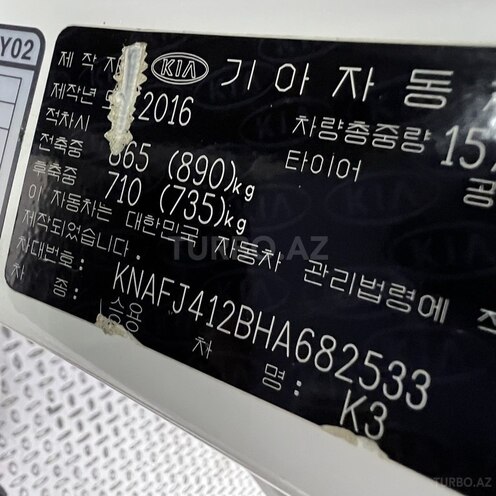 Y02
제작자 KIA 기아자동
제작년 2016
적차시 차량총중량 157
전축중 865 (890)kg 타이어
후축중 710 (735)kg
이 자동차는 대한민국 자동차 관리법령에
제작되었습니다.
차대번호: KNAFJ412BHA682533
차 종: 승용 차 명: K3
TURBO.AZ
TURBO.AZ